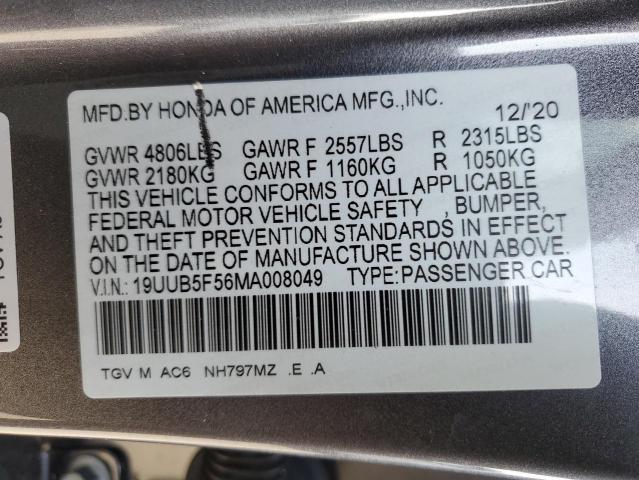 MFD.BY HONDA OF AMERICA MFG.,INC. 12/'20
GVWR 4806LBS GAWR F 2557LBS R 2315LBS
GVWR 2180KG GAWR F 1160KG R 1050KG
THIS VEHICLE CONFORMS TO ALL APPLICABLE
FEDERAL MOTOR VEHICLE SAFETY , BUMPER,
AND THEFT PREVENTION STANDARDS IN EFFECT
ON THE DATE OF MANUFACTURE SHOWN ABOVE.
V.I.N.: 19UUB5F56MA008049 TYPE:PASSENGER CAR
TGV M AC6 NH797MZ .E .A